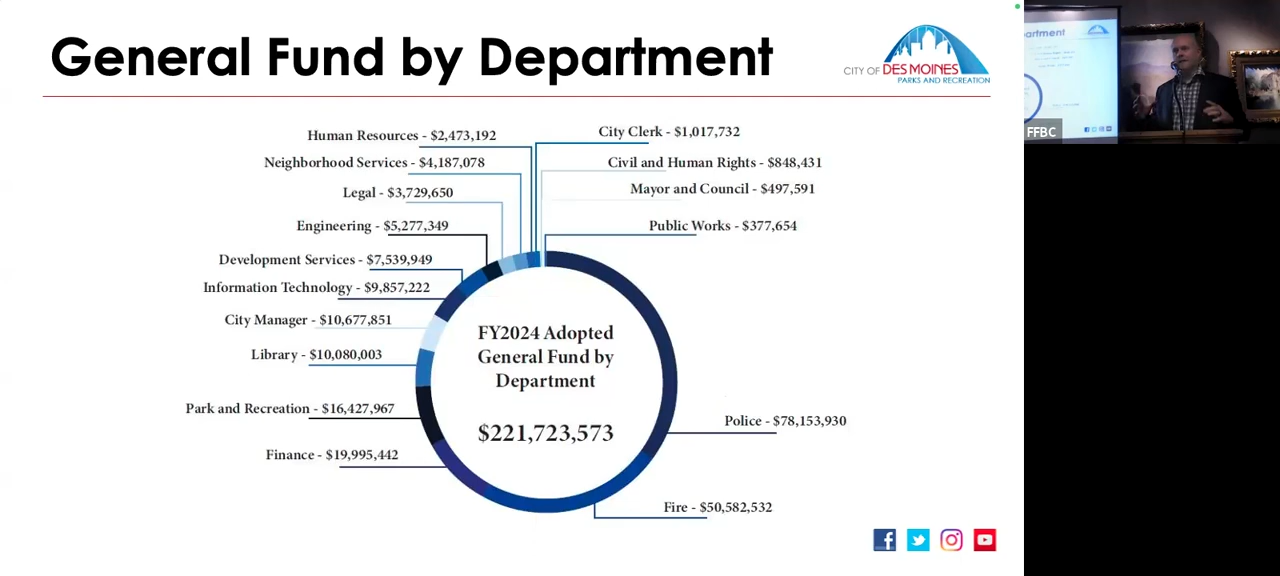 General Fund by Department
CITY OF DES MOINES
PARKS AND RECREATION
Human Resources - $2,473,192
City Clerk - $1,017,732
Neighborhood Services - $4,187,078
Civil and Human Rights - $848,431
Legal - $3,729,650
Mayor and Council - $497,591
Engineering - $5,277,349
Public Works - $377,654
Development Services - $7,539,949
Information Technology - $9,857,222
City Manager - $10,677,851
Library - $10,080,003
Park and Recreation - $16,427,967
Finance - $19,995,442
FY2024 Adopted
General Fund by
Department
$221,723,573
Police - $78,153,930
Fire - $50,582,532
artment
FFBC